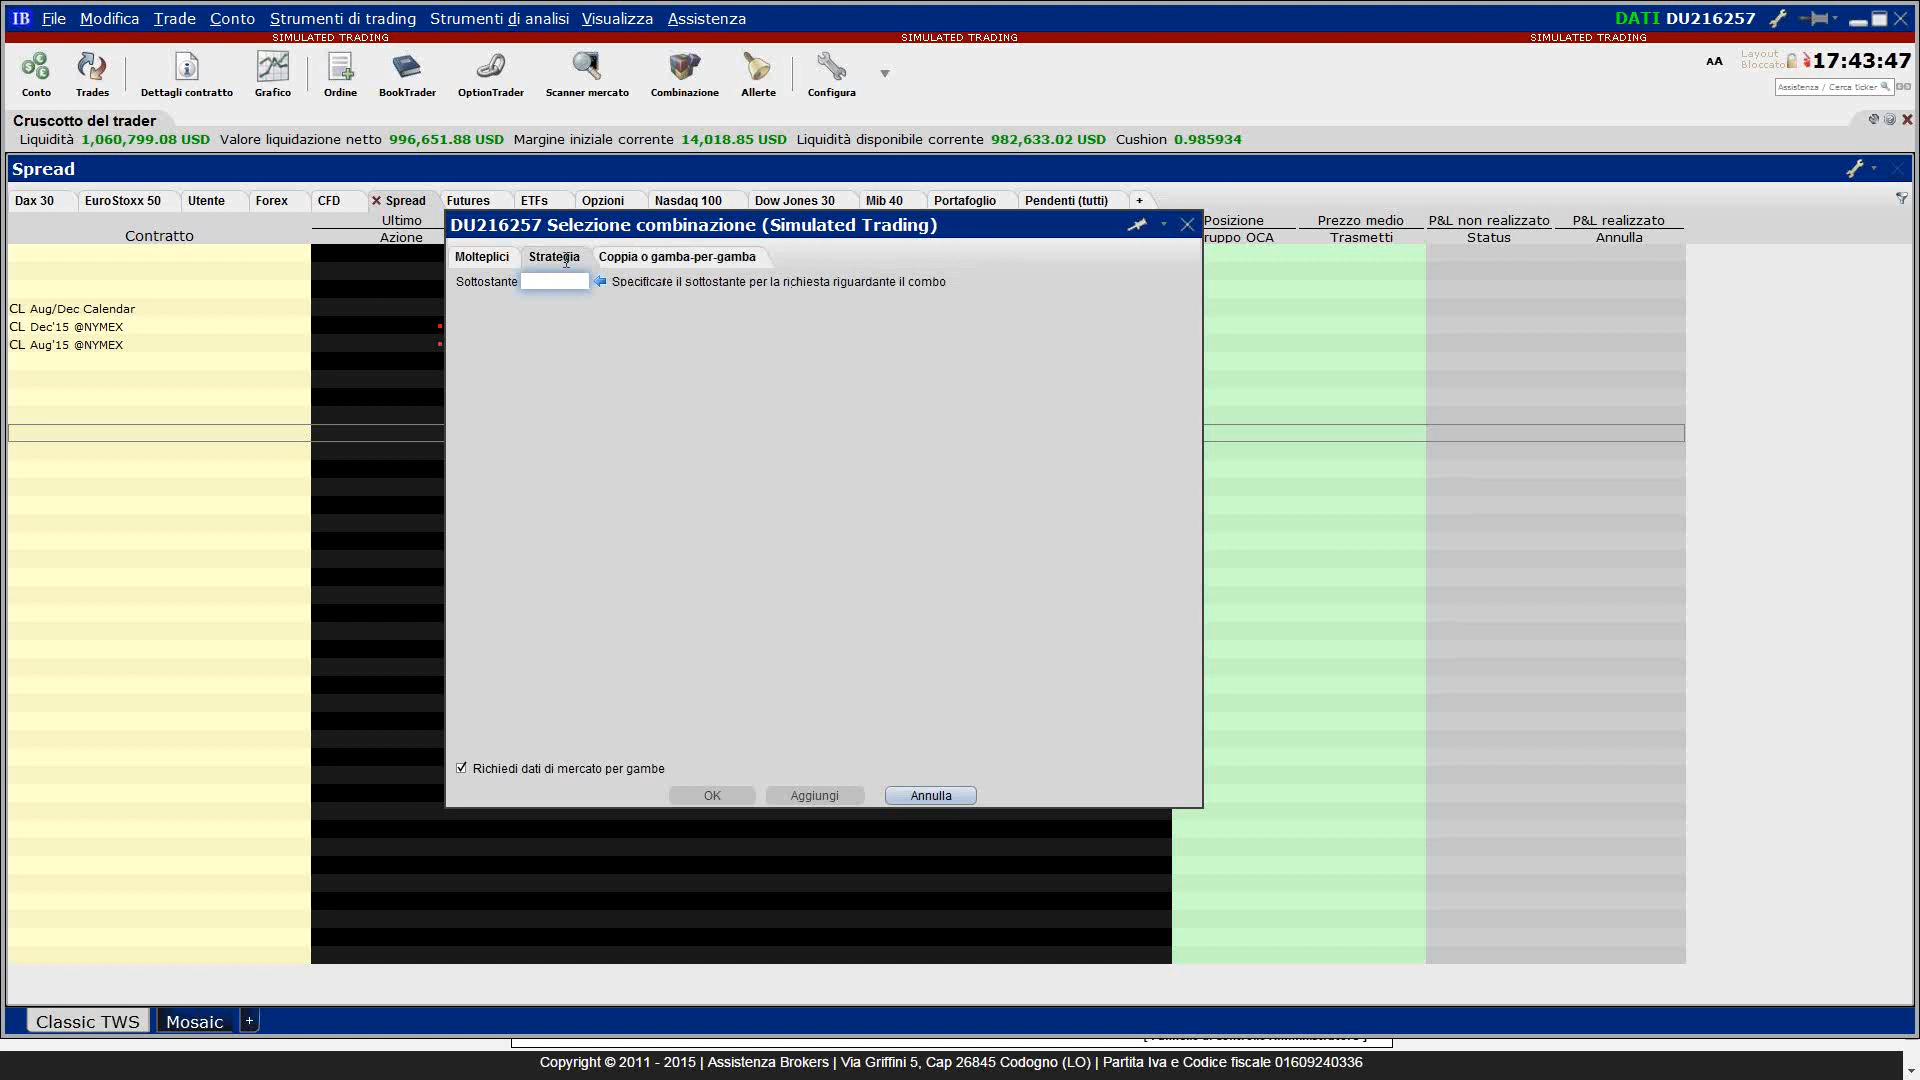 IB File Modifica Trade Conto Strumenti di trading Strumenti di analisi Visualizza Assistenza DATI DU216257
SIMULATED TRADING SIMULATED TRADING SIMULATED TRADING
Conto Trades Dettagli contratto Grafico Ordine BookTrader OptionTrader Scanner mercato Combinazione Allerte Configura
AA Layout Bloccato 17:43:47
Assistenza / Cerca ticker
Cruscotto del trader
Liquidità 1,060,799.08 USD Valore liquidazione netto 996,651.88 USD Margine iniziale corrente 14,018.85 USD Liquidità disponibile corrente 982,633.02 USD Cushion 0.985934
Spread
Dax 30 EuroStoxx 50 Utente Forex CFD Spread Futures ETFs Opzioni Nasdaq 100 Dow Jones 30 Mib 40 Portafoglio Pendenti (tutti) +
Ultimo Posizione Prezzo medio P&L non realizzato P&L realizzato
Contratto Azione ruppo OCA Trasmetti Status Annulla
DU216257 Selezione combinazione (Simulated Trading)
Molteplici Strategia Coppia o gamba-per-gamba
Sottostante Specificare il sottostante per la richiesta riguardante il combo
CL Aug/Dec Calendar
CL Dec'15 @NYMEX
CL Aug'15 @NYMEX
Richiedi dati di mercato per gambe
OK Aggiungi Annulla
Classic TWS Mosaic +
Copyright © 2011 - 2015 | Assistenza Brokers | Via Griffini 5, Cap 26845 Codogno (LO) | Partita Iva e Codice fiscale 01609240336